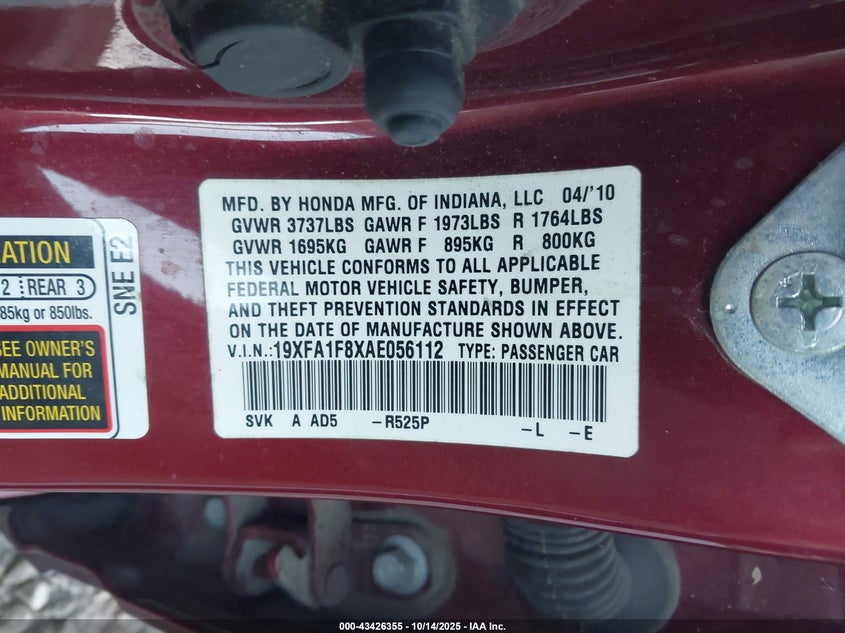 MFD. BY HONDA MFG. OF INDIANA, LLC 04/'10
GVWR 3737LBS GAWR F 1973LBS R 1764LBS
GVWR 1695KG GAWR F 895KG R 800KG
THIS VEHICLE CONFORMS TO ALL APPLICABLE
FEDERAL MOTOR VEHICLE SAFETY, BUMPER,
AND THEFT PREVENTION STANDARDS IN EFFECT
ON THE DATE OF MANUFACTURE SHOWN ABOVE.
V.I.N.:19XFA1F8XAE056112 TYPE: PASSENGER CAR
SVK A AD5 -R525P -L -E
ATION
2 REAR 3
85kg or 850lbs.
SEE OWNER'S
MANUAL FOR
ADDITIONAL
INFORMATION
SNE E2
000-43426355 - 10/14/2025 - IAA Inc.